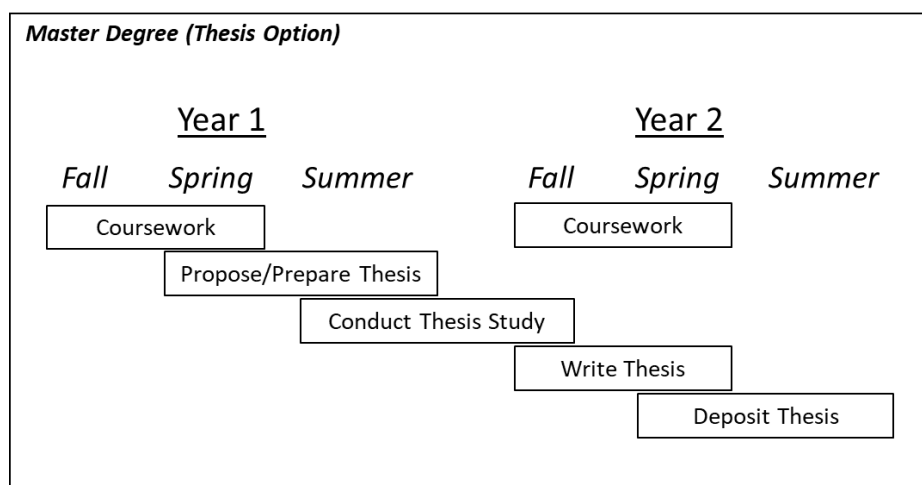 Master Degree (Thesis Option)
Year 1 Year 2
Fall Spring Summer Fall Spring Summer
Coursework Coursework
Propose/Prepare Thesis
Conduct Thesis Study
Write Thesis
Deposit Thesis